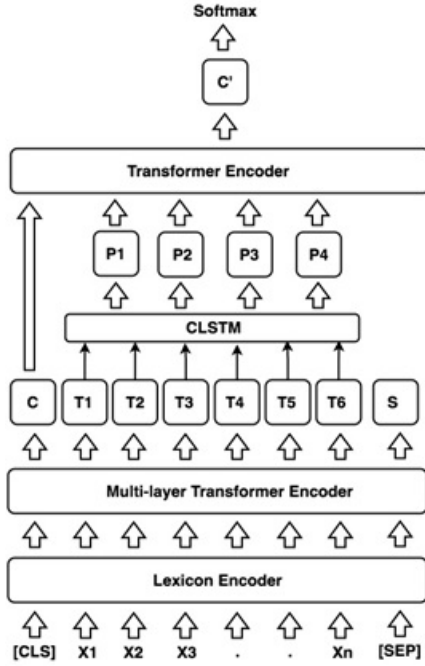 Softmax
C'
Transformer Encoder
P1 P2 P3 P4
CLSTM
C T1 T2 T3 T4 T5 T6 S
Multi-layer Transformer Encoder
Lexicon Encoder
[CLS] X1 X2 X3 . . Xn [SEP]